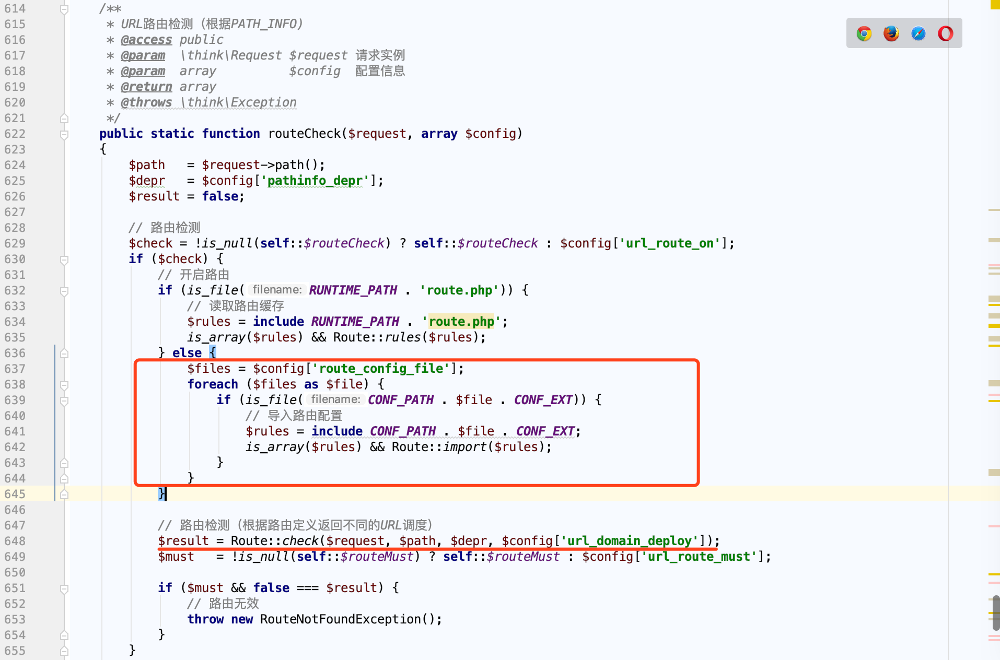 614 /**
615 * URL路由检测（根据PATH_INFO)
616 * @access public
617 * @param \think\Request $request 请求实例
618 * @param array $config 配置信息
619 * @return array
620 * @throws \think\Exception
621 */
622 public static function routeCheck($request, array $config)
623 {
624 $path = $request->path();
625 $depr = $config['pathinfo_depr'];
626 $result = false;
627
628 // 路由检测
629 $check = !is_null(self::$routeCheck) ? self::$routeCheck : $config['url_route_on'];
630 if ($check) {
631 // 开启路由
632 if (is_file( filename: RUNTIME_PATH . 'route.php')) {
633 // 读取路由缓存
634 $rules = include RUNTIME_PATH . 'route.php';
635 is_array($rules) && Route::rules($rules);
636 } else {
637 $files = $config['route_config_file'];
638 foreach ($files as $file) {
639 if (is_file( filename: CONF_PATH . $file . CONF_EXT)) {
640 // 导入路由配置
641 $rules = include CONF_PATH . $file . CONF_EXT;
642 is_array($rules) && Route::import($rules);
643 }
644 }
645 }
646
647 // 路由检测（根据路由定义返回不同的URL调度）
648 $result = Route::check($request, $path, $depr, $config['url_domain_deploy']);
649 $must = !is_null(self::$routeMust) ? self::$routeMust : $config['url_route_must'];
650
651 if ($must && false === $result) {
652 // 路由无效
653 throw new RouteNotFoundException();
654 }
655 }